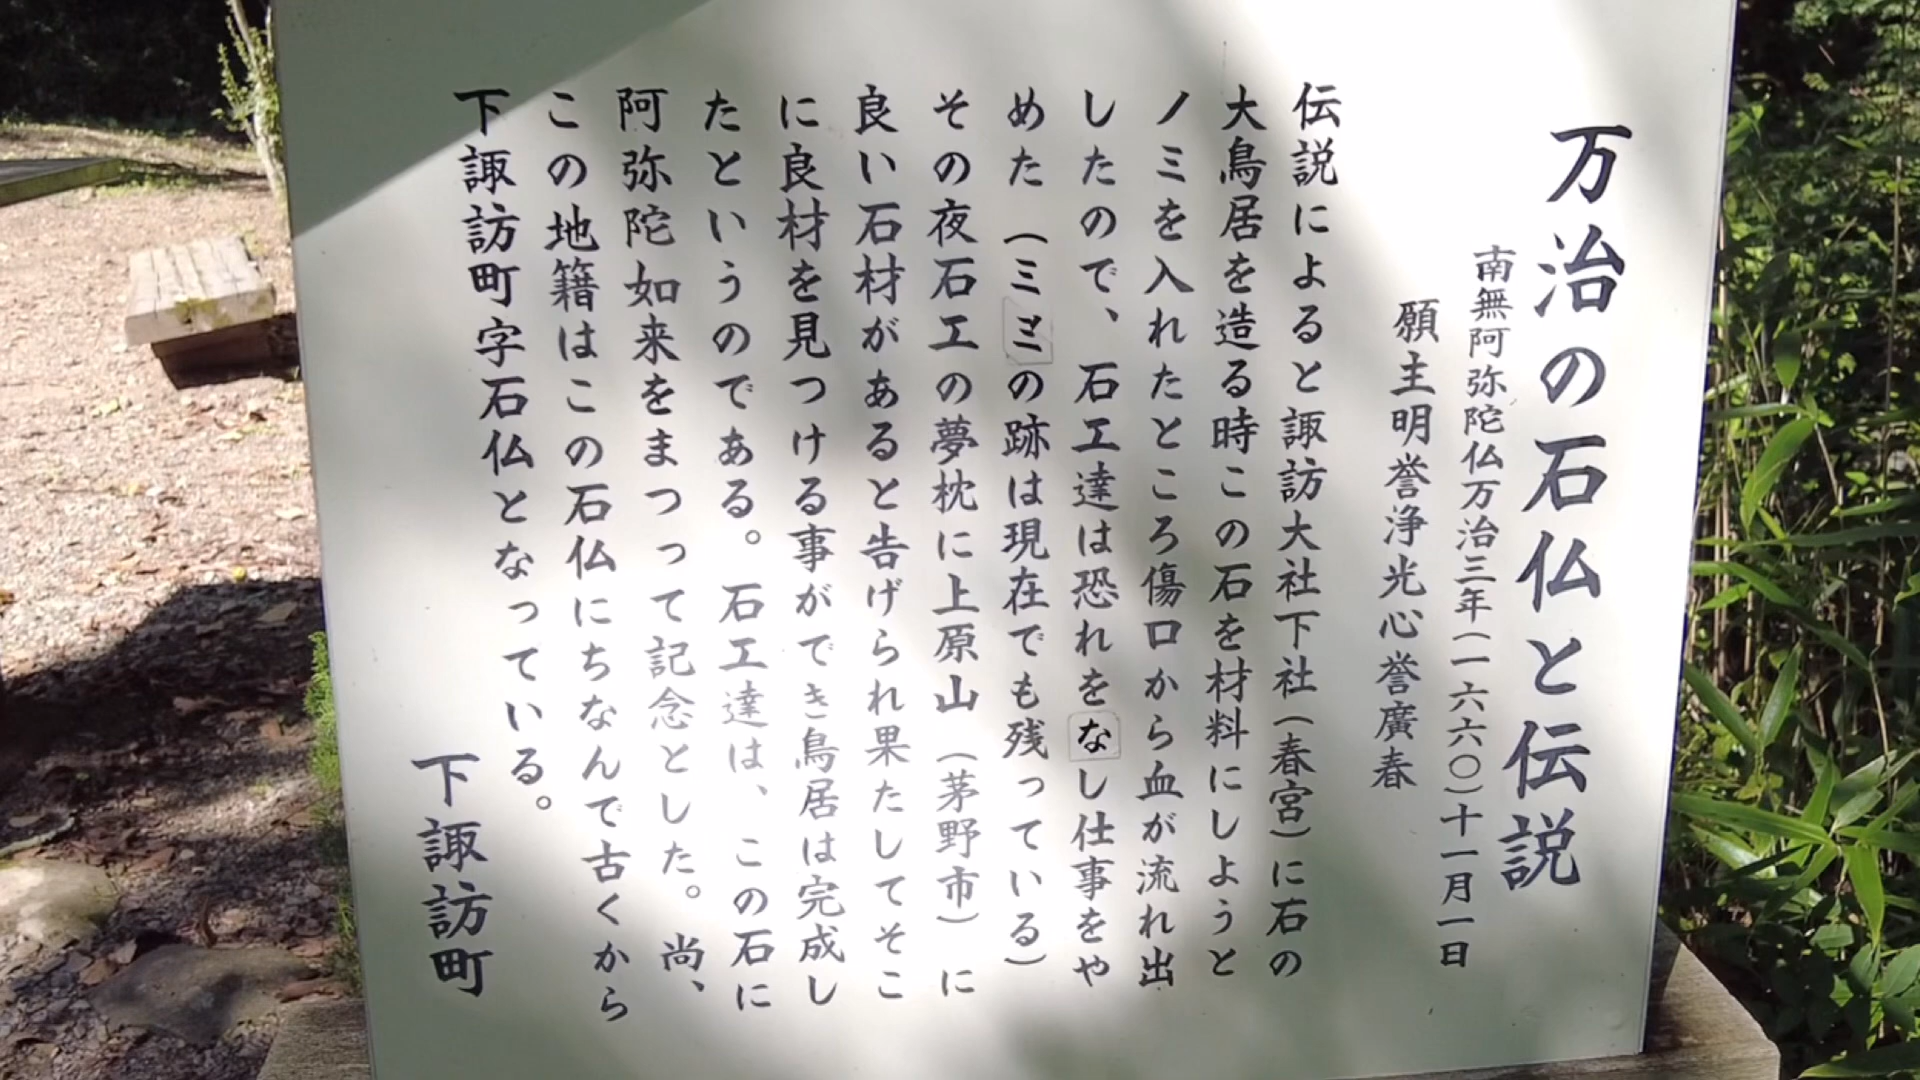 万治の石仏と伝説
南無阿弥陀仏万治三年(一六六〇)十一月一日
願主明誉浄光心誉廣春
伝説によると諏訪大社下社(春宮)に石の
大鳥居を造る時この石を材料にしようと
ノミを入れたところ傷口から血が流れ出
したので、石工達は恐れをなし仕事をや
めた(ミミの跡は現在でも残っている)
その夜石工の夢枕に上原山(茅野市)に
良い石材があると告げられ果たしてそこ
に良材を見つける事ができ鳥居は完成し
たというのである。石工達は、この石に
阿弥陀如来をまつって記念とした。尚、
この地籍はこの石仏にちなんで古くから
下諏訪町字石仏となっている。
下諏訪町